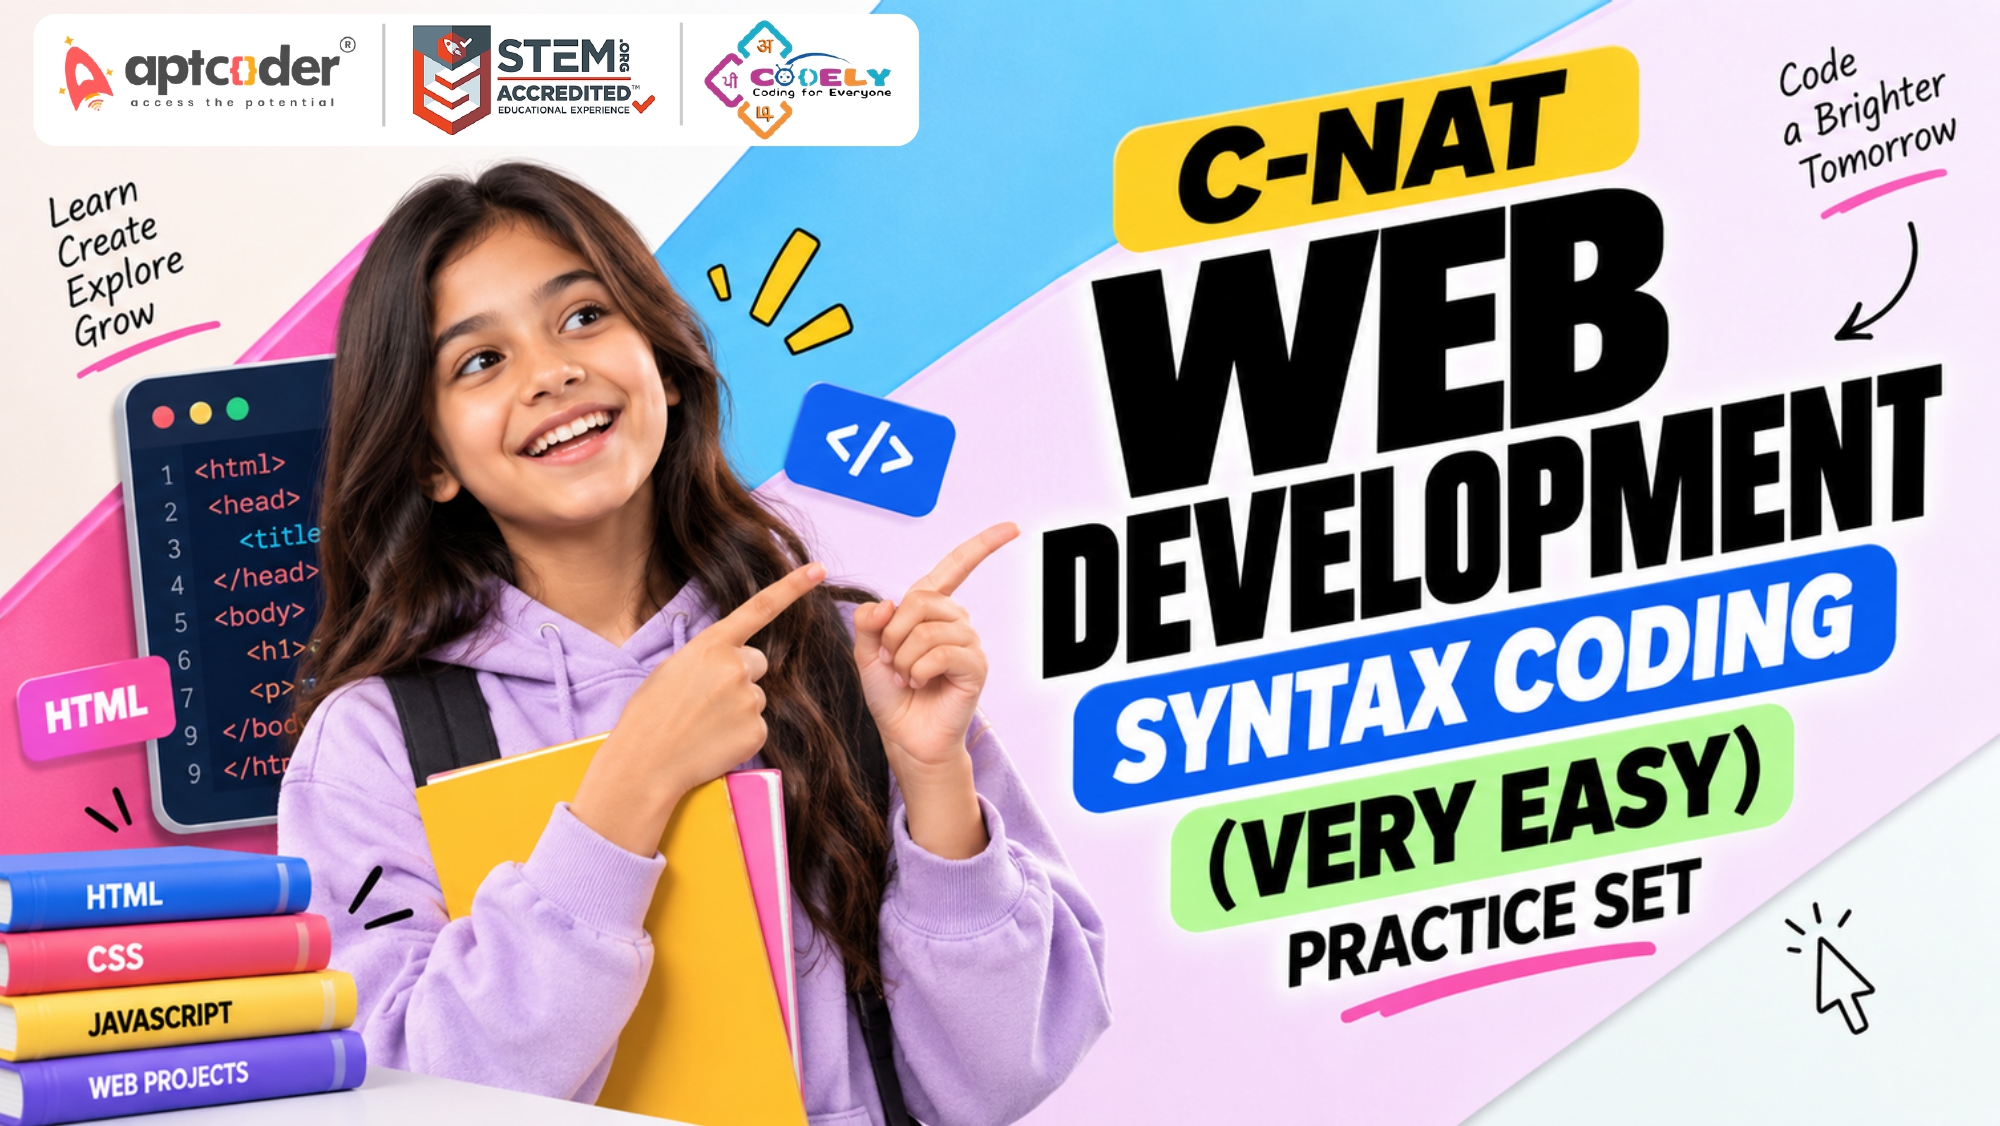 aptcoder®
access the potential
STEM.ORG
ACCREDITED™
EDUCATIONAL EXPERIENCE
अ
पी
CODELY
Coding for Everyone
Learn
Create
Explore
Grow
Code
a Brighter
Tomorrow
C-NAT
WEB
DEVELOPMENT
SYNTAX CODING
(VERY EASY)
PRACTICE SET
</>
1 <html>
2 <head>
3 <title
4 </head>
5 <body>
6 <h1>
7 <p>
9 </bod
9 </htm
HTML
HTML
CSS
JAVASCRIPT
WEB PROJECTS